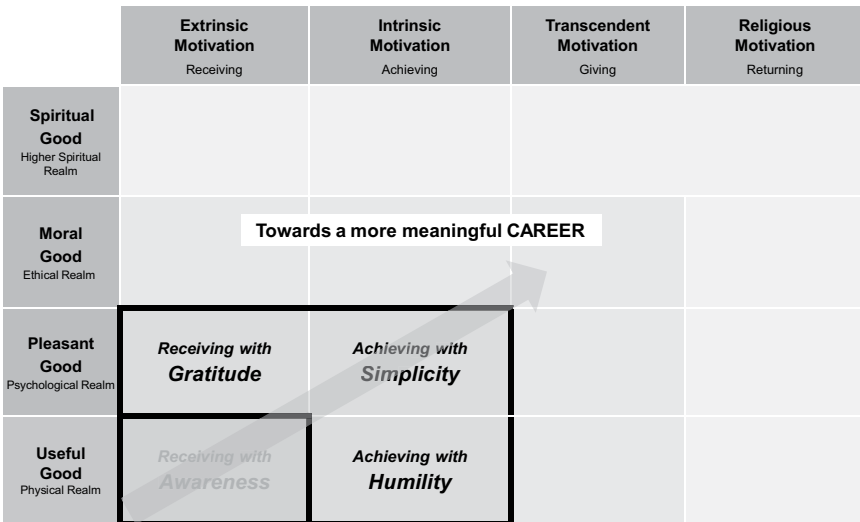 Extrinsic
Motivation
Receiving
Intrinsic
Motivation
Achieving
Transcendent
Motivation
Giving
Religious
Motivation
Returning
Spiritual
Good
Higher Spiritual
Realm
Moral
Good
Ethical Realm
Towards a more meaningful CAREER
Pleasant
Good
Psychological Realm
Receiving with
Gratitude
Achieving with
Simplicity
Useful
Good
Physical Realm
Receiving with
Awareness
Achieving with
Humility